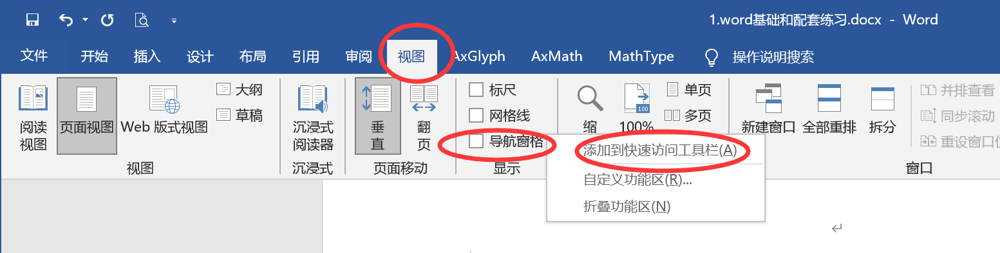 1.word基础和配套练习.docx - Word
文件 开始 插入 设计 布局 引用 审阅 视图 AxGlyph AxMath MathType 操作说明搜索
阅读
视图
页面视图
Web 版式视图
大纲
草稿
视图
沉浸式
阅读器
沉浸式
垂
直
翻
页
页面移动
标尺
网格线
导航窗格
显示
缩
100
100%
单页
多页
新建窗口
全部重排
拆分
并排查看
同步滚动
重设窗口位
窗口
添加到快速访问工具栏(A)
自定义功能区(R)...
折叠功能区(N)